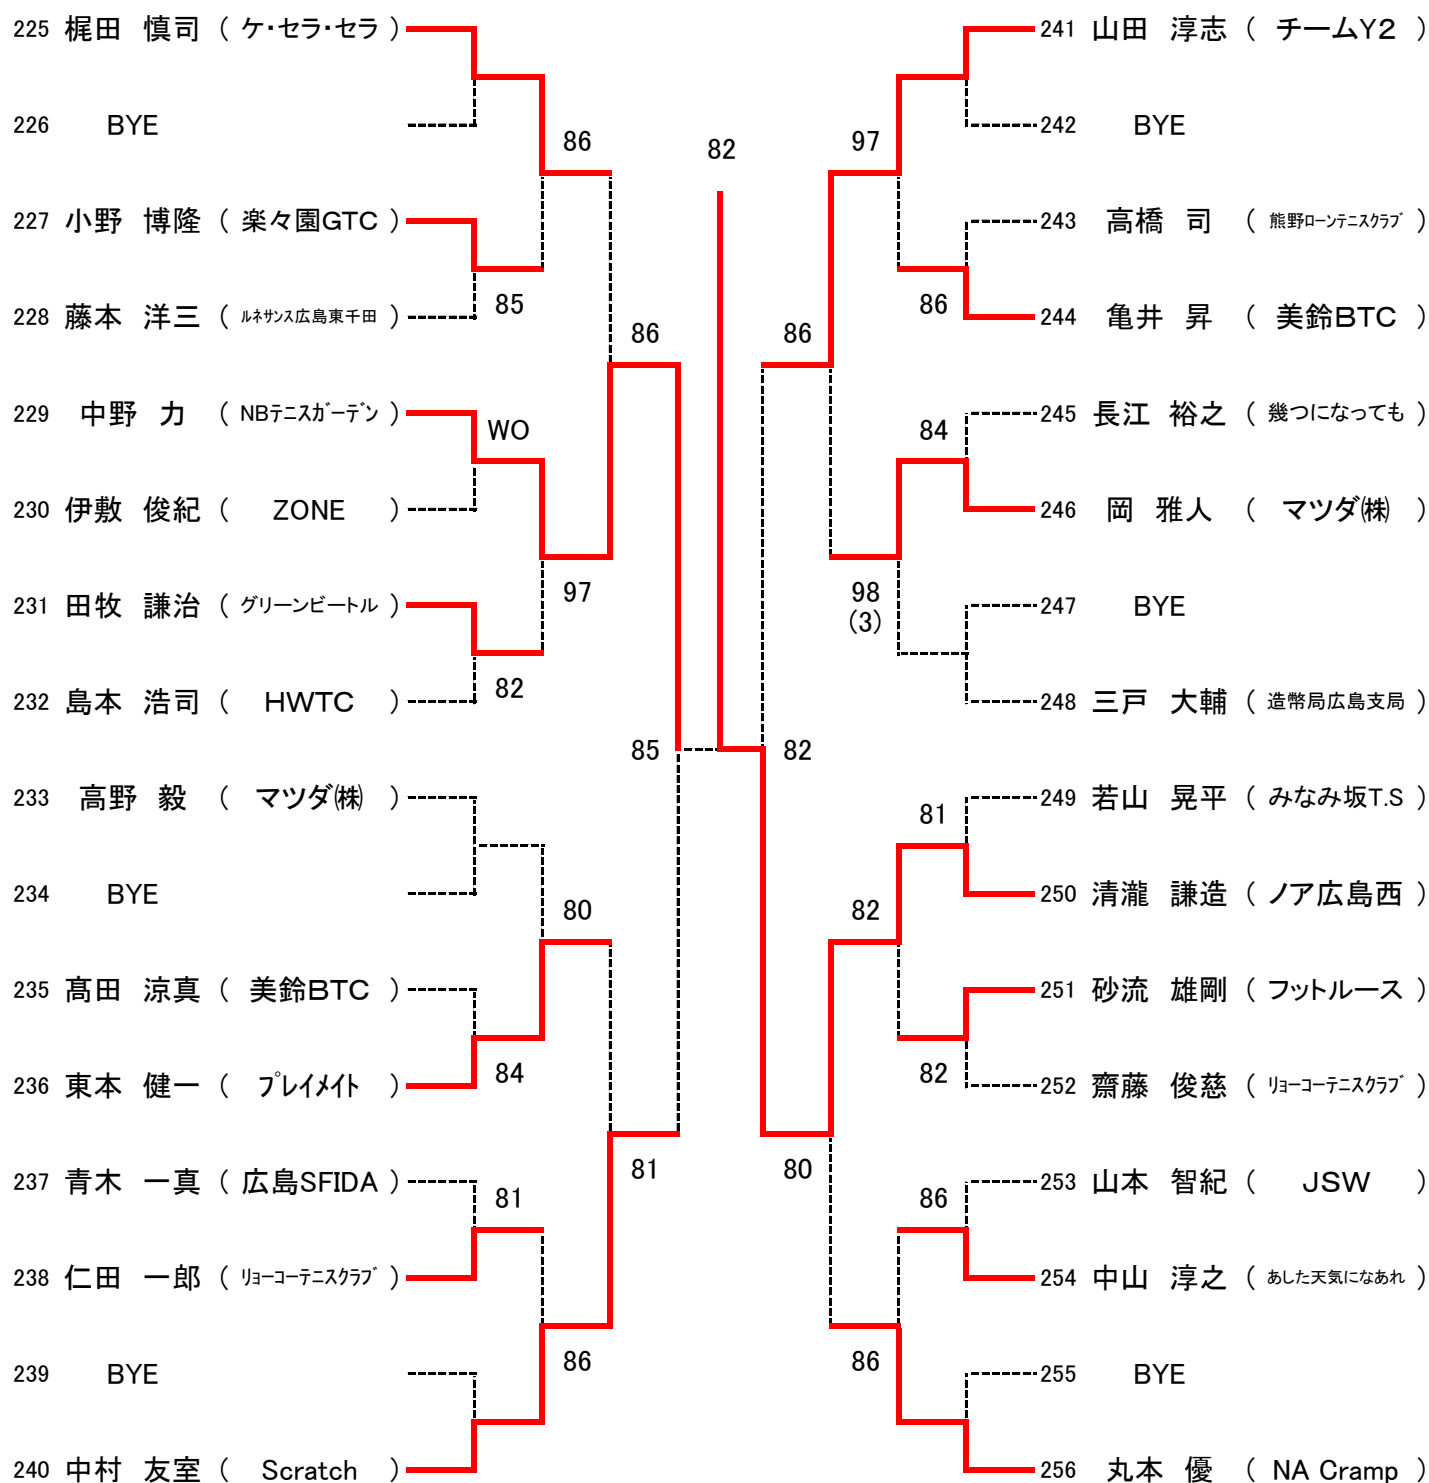 225 梶田 慎司 ( ケ・セラ・セラ )
226 BYE
86
227 小野 博隆 ( 楽々園GTC )
85
228 藤本 洋三 ( ルネサンス広島東千田 )
86
229 中野 力 ( NBテニスガーデン )
WO
230 伊敷 俊紀 ( ZONE )
97
231 田牧 謙治 ( グリーンビートル )
82
232 島本 浩司 ( HWTC )
85
233 高野 毅 ( マツダ㈱ )
234 BYE
80
235 髙田 涼真 ( 美鈴BTC )
84
236 東本 健一 ( プレイメイト )
81
237 青木 一真 ( 広島SFIDA )
81
238 仁田 一郎 ( リョーコーテニスクラブ )
86
239 BYE
240 中村 友室 ( Scratch )
82
241 山田 淳志 ( チームY2 )
242 BYE
97
243 高橋 司 ( 熊野ローンテニスクラブ )
86
244 亀井 昇 ( 美鈴BTC )
86
245 長江 裕之 ( 幾つになっても )
84
246 岡 雅人 ( マツダ㈱ )
98
(3)
247 BYE
248 三戸 大輔 ( 造幣局広島支局 )
82
249 若山 晃平 ( みなみ坂T.S )
81
250 清瀧 謙造 ( ノア広島西 )
82
251 砂流 雄剛 ( フットルース )
82
252 齋藤 俊慈 ( リョーコーテニスクラブ )
80
253 山本 智紀 ( JSW )
86
254 中山 淳之 ( あした天気になあれ )
86
255 BYE
256 丸本 優 ( NA Cramp )